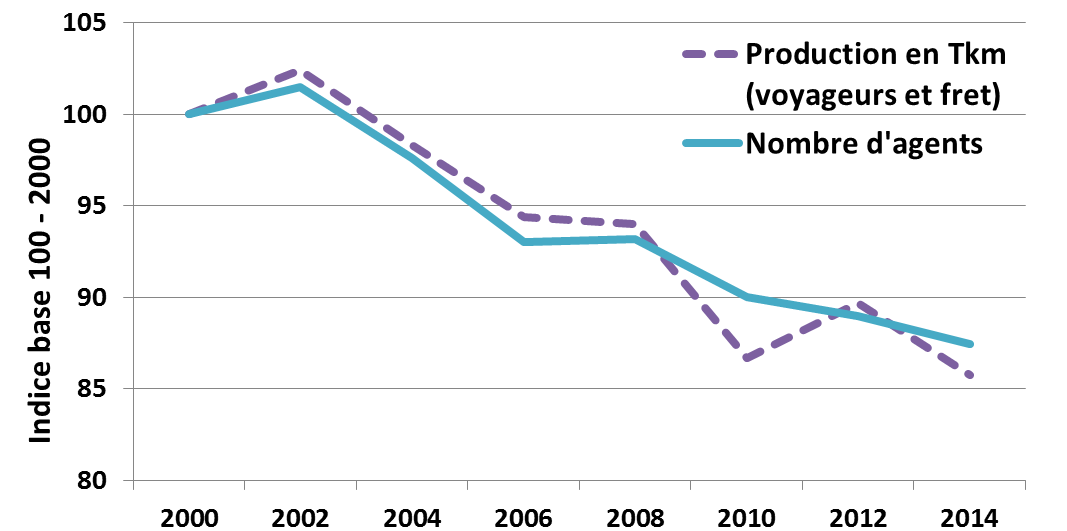 105
Production en Tkm
(voyageurs et fret)
100
Nombre d'agents
95
90
85
80
Indice base 100 - 2000
2000 2002 2004 2006 2008 2010 2012 2014